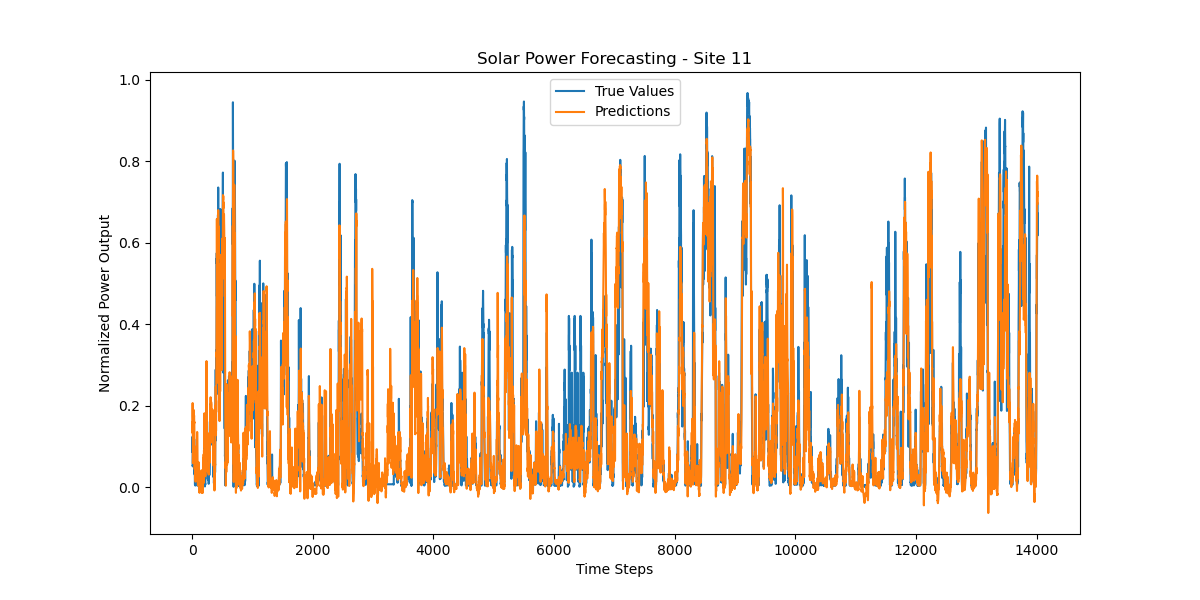 Solar Power Forecasting - Site 11
True Values
Predictions
Normalized Power Output
1.0
0.8
0.6
0.4
0.2
0.0
0
2000
4000
6000
8000
10000
12000
14000
Time Steps